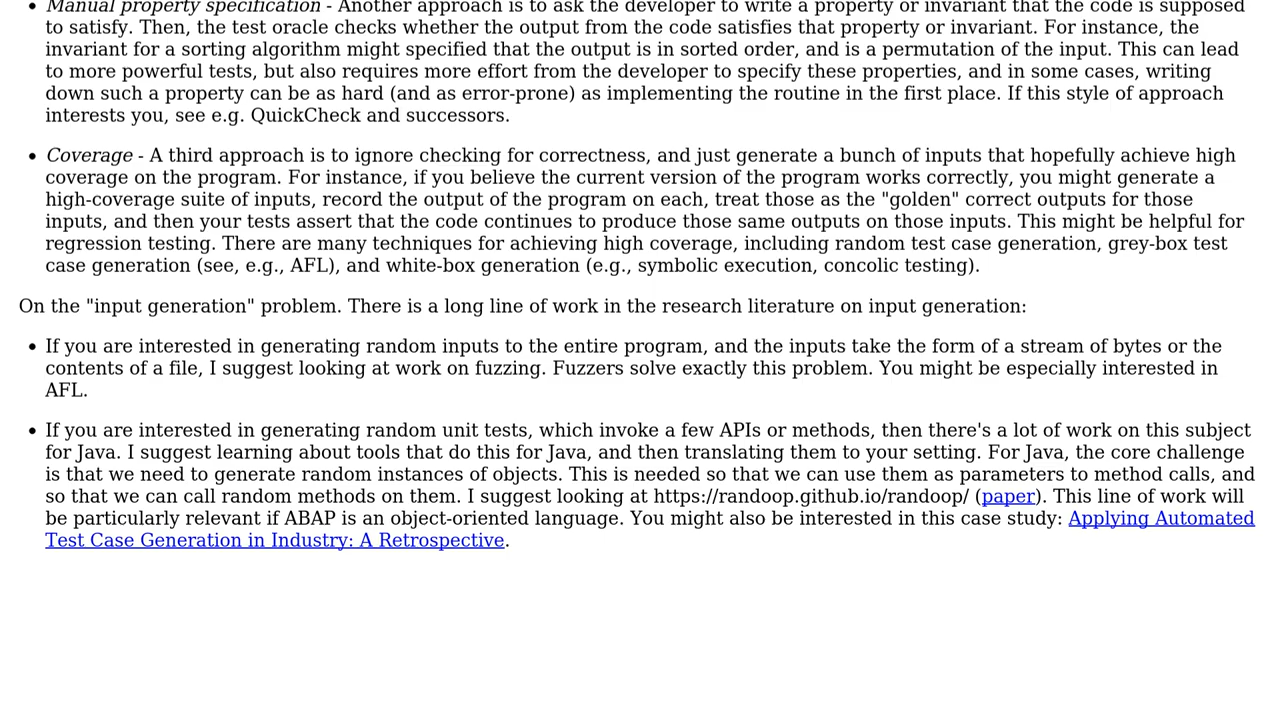 • Manual property specification - Another approach is to ask the developer to write a property or invariant that the code is supposed
to satisfy. Then, the test oracle checks whether the output from the code satisfies that property or invariant. For instance, the
invariant for a sorting algorithm might specified that the output is in sorted order, and is a permutation of the input. This can lead
to more powerful tests, but also requires more effort from the developer to specify these properties, and in some cases, writing
down such a property can be as hard (and as error-prone) as implementing the routine in the first place. If this style of approach
interests you, see e.g. QuickCheck and successors.
• Coverage - A third approach is to ignore checking for correctness, and just generate a bunch of inputs that hopefully achieve high
coverage on the program. For instance, if you believe the current version of the program works correctly, you might generate a
high-coverage suite of inputs, record the output of the program on each, treat those as the "golden" correct outputs for those
inputs, and then your tests assert that the code continues to produce those same outputs on those inputs. This might be helpful for
regression testing. There are many techniques for achieving high coverage, including random test case generation, grey-box test
case generation (see, e.g., AFL), and white-box generation (e.g., symbolic execution, concolic testing).
On the "input generation" problem. There is a long line of work in the research literature on input generation:
• If you are interested in generating random inputs to the entire program, and the inputs take the form of a stream of bytes or the
contents of a file, I suggest looking at work on fuzzing. Fuzzers solve exactly this problem. You might be especially interested in
AFL.
• If you are interested in generating random unit tests, which invoke a few APIs or methods, then there's a lot of work on this subject
for Java. I suggest learning about tools that do this for Java, and then translating them to your setting. For Java, the core challenge
is that we need to generate random instances of objects. This is needed so that we can use them as parameters to method calls, and
so that we can call random methods on them. I suggest looking at https://randoop.github.io/randoop/ (paper). This line of work will
be particularly relevant if ABAP is an object-oriented language. You might also be interested in this case study: Applying Automated
Test Case Generation in Industry: A Retrospective.